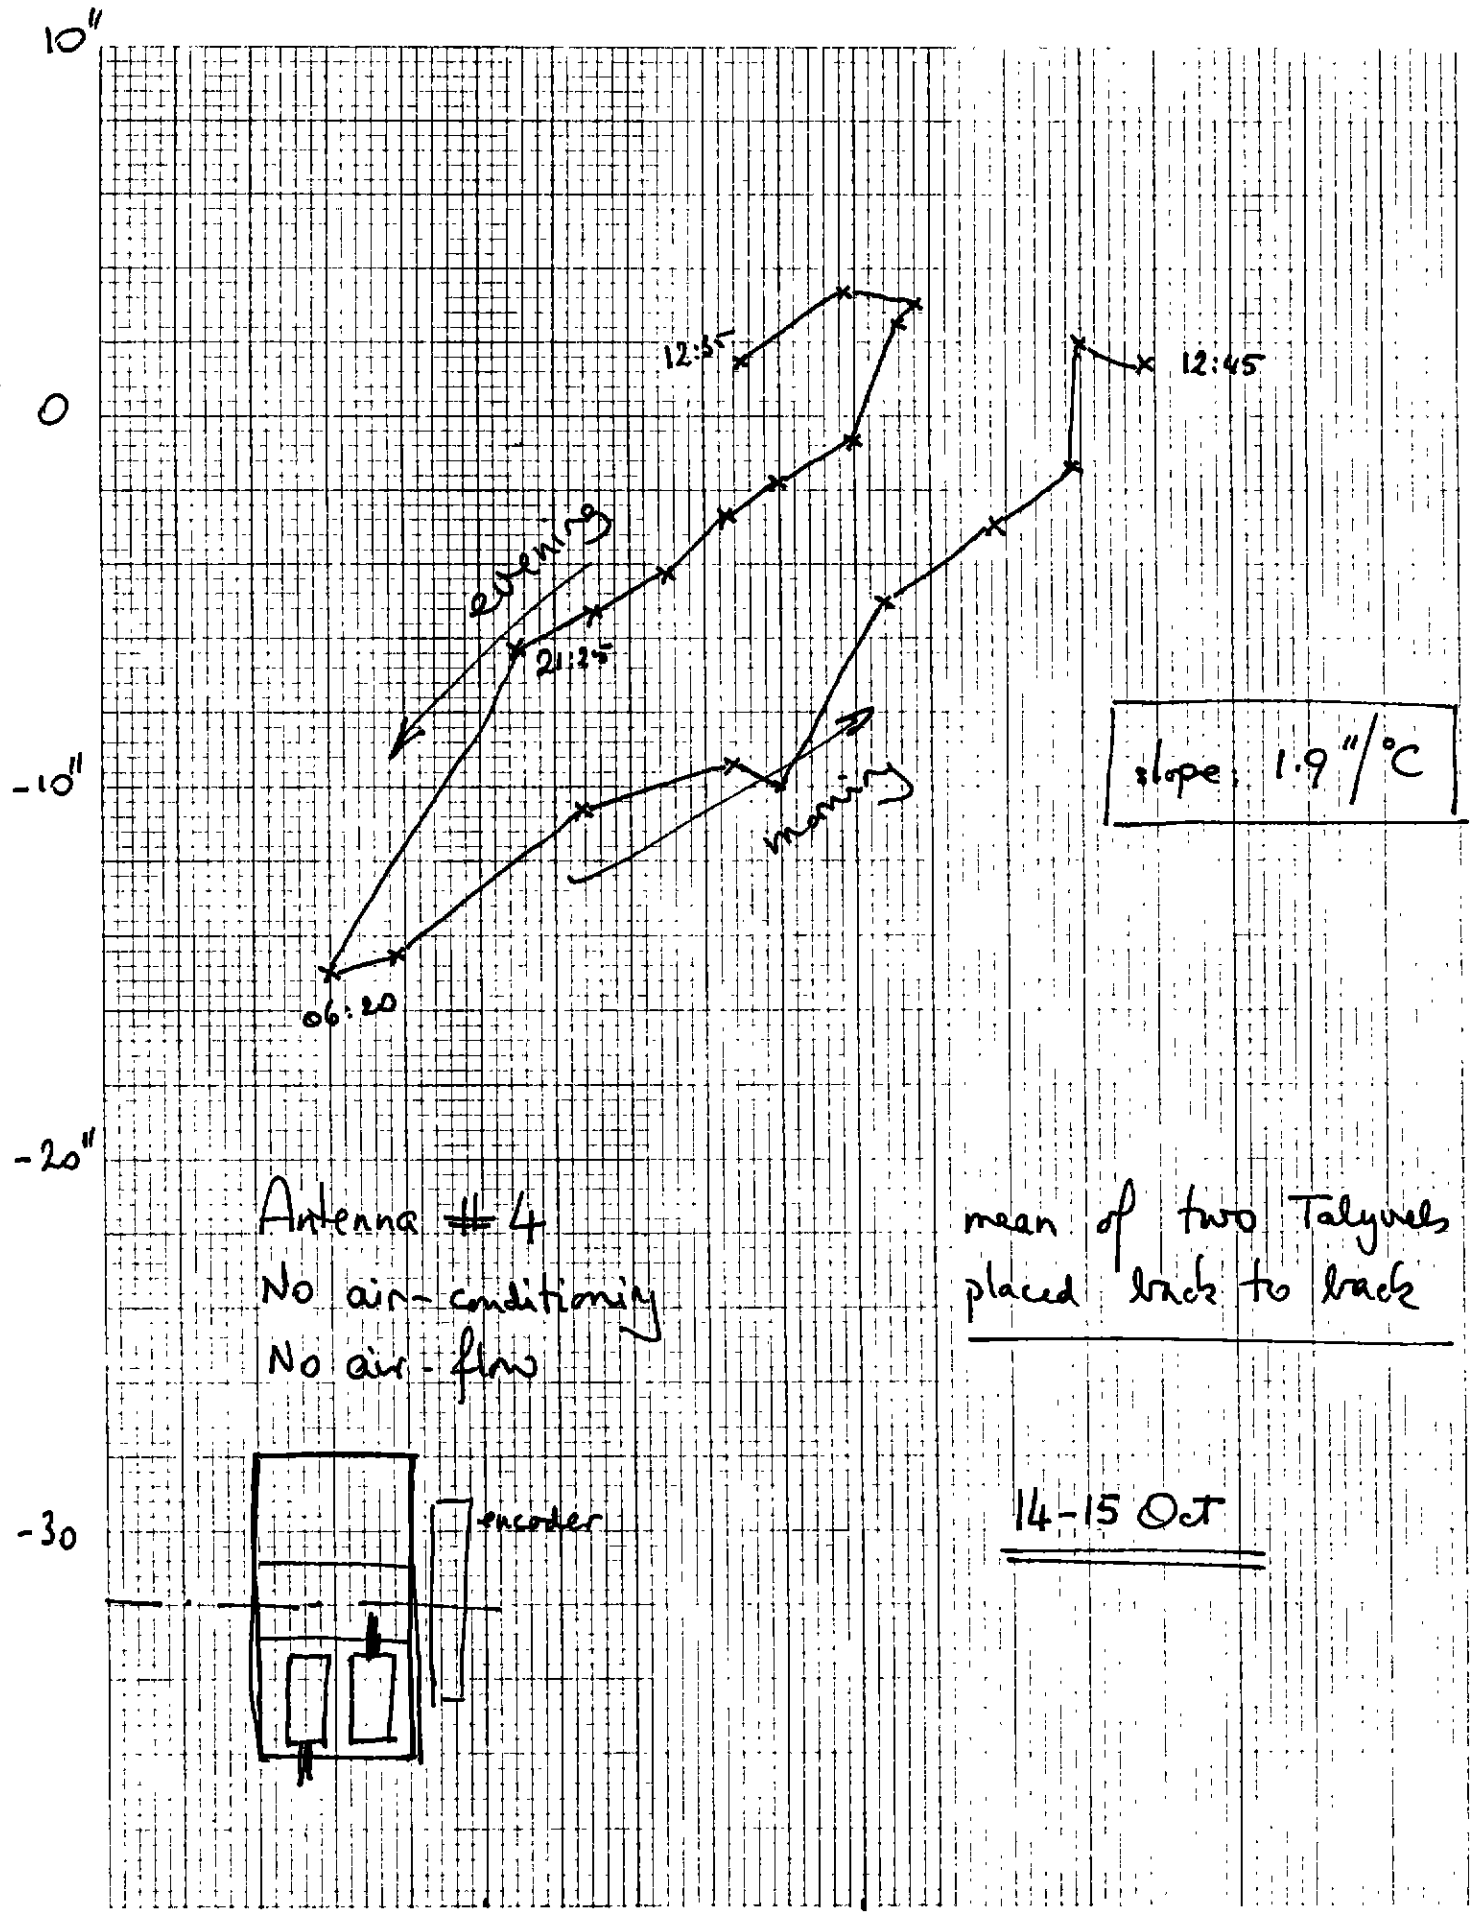 10"
12:35
12:45
0
evening
21:25
-10"
slope: 1.9"/°C
morning
06:20
-20"
Antenna #4
No air-conditioning
No air-flow
mean of two Talyvels
placed back to back
-30
encoder
14-15 Oct